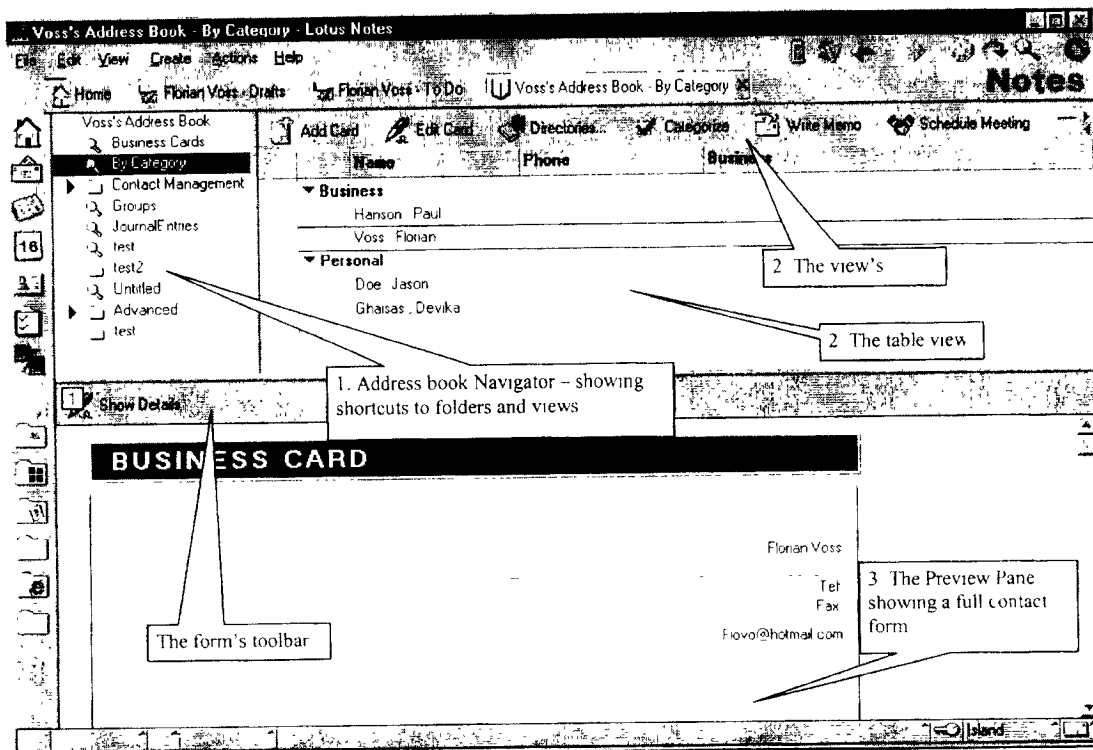 Voss's Address Book - By Category - Lotus Notes
File Edit View Create Actions Help
Notes
Home Florian Voss - Drafts Florian Voss - To Do Voss's Address Book - By Category
Voss's Address Book
Business Cards
By Category
Contact Management
Groups
JournalEntries
test
test2
Untitled
Advanced
test
16
Add Card Edit Card Directories... Categorize Write Memo Schedule Meeting
Name Phone Business
Business
Hanson Paul
Voss Florian
Personal
Doe Jason
Ghaisas, Devika
2 The view's
2 The table view
1. Address book Navigator – showing
shortcuts to folders and views
1 Show Details
BUSINESS CARD
Florian Voss
Tel
Fax
Flovo@hotmail com
3 The Preview Pane
showing a full contact
form
The form's toolbar
Island